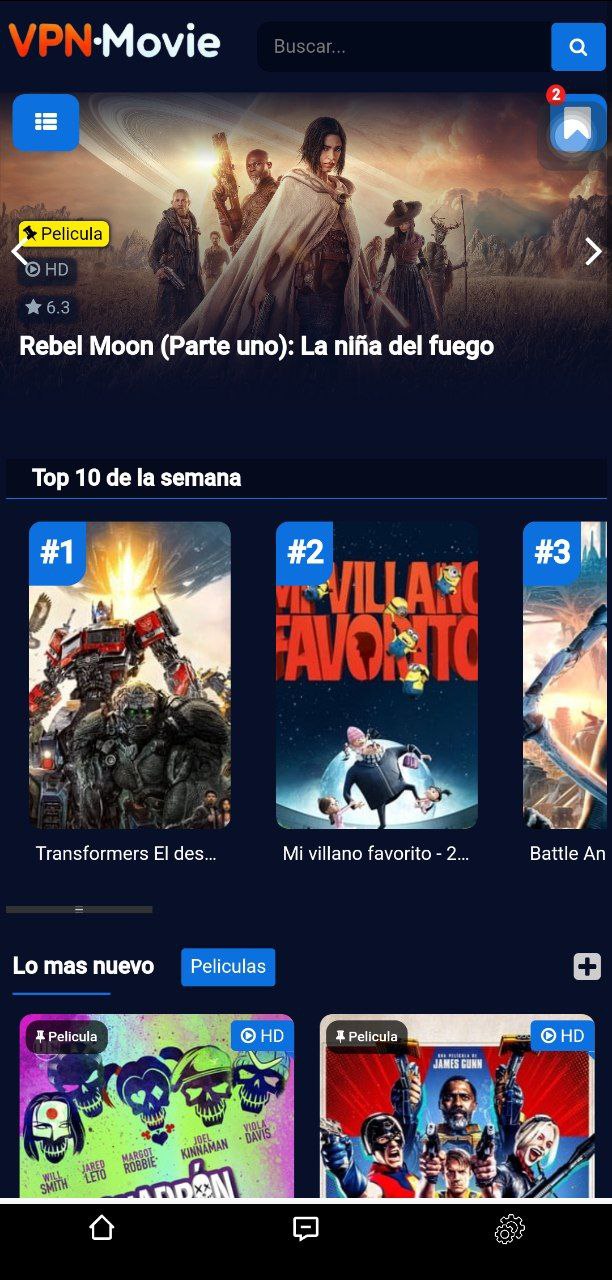 VPN·Movie
Buscar...
2
Pelicula
HD
6.3
Rebel Moon (Parte uno): La niña del fuego
Top 10 de la semana
#1
#2
#3
MI VILLANO
FAVORITO
Transformers El des...
Mi villano favorito - 2...
Battle An
Lo mas nuevo
Peliculas
Pelicula
HD
Pelicula
HD
UNA PELÍCULA DE
JAMES GUNN
WILL SMITH
JARED LETO
MARGOT ROBBIE
JOEL KINNAMAN
VIOLA DAVIS